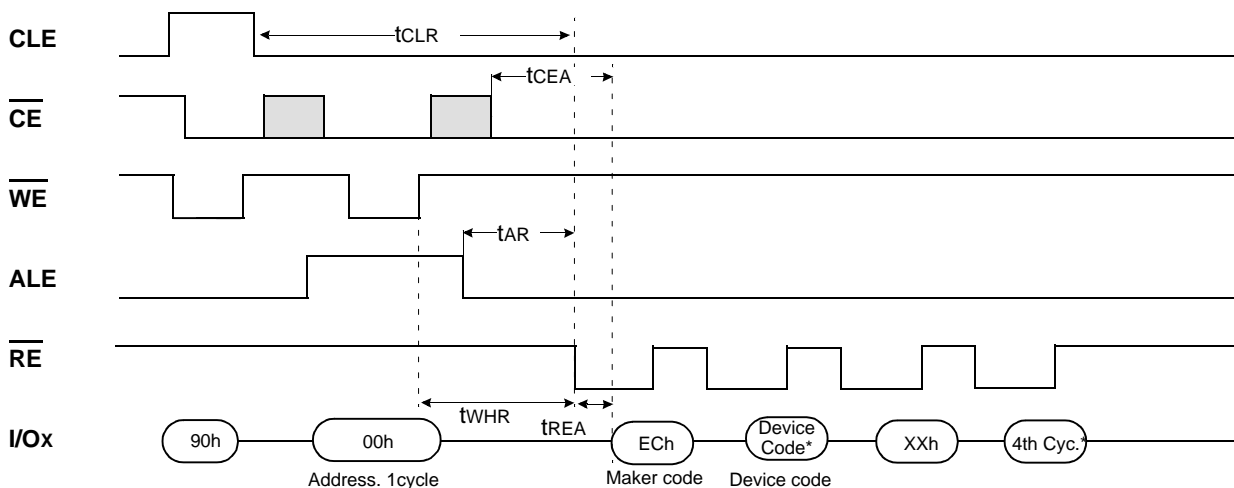 CLE
tCLR
tCEA
CE
WE
tAR
ALE
RE
tWHR
tREA
I/Ox
90h
00h
ECh
Device
Code*
XXh
4th Cyc.*
Address. 1cycle
Maker code
Device code